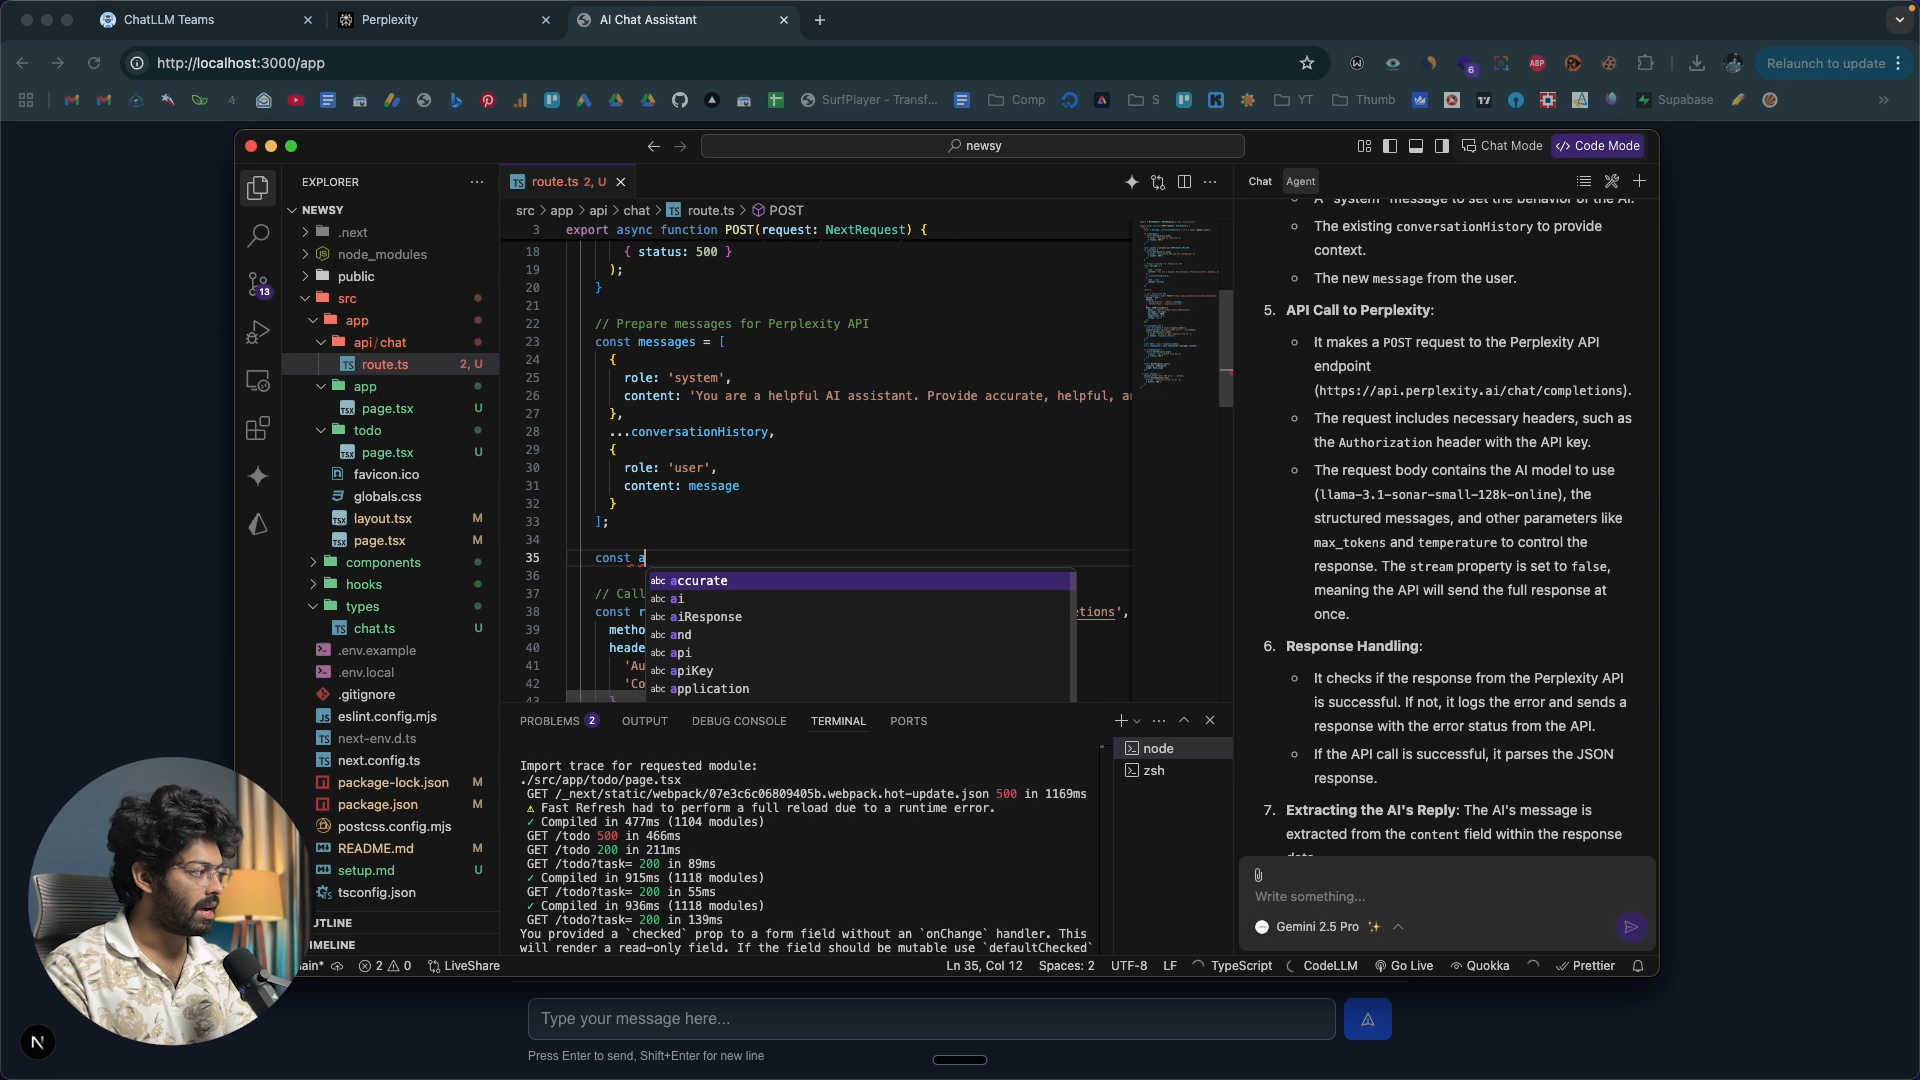 ChatLLM Teams
Perplexity
AI Chat Assistant
http://localhost:3000/app
6
ABP
Relaunch to update
SurfPlayer - Transf...
Comp
S
YT
Thumb
Supabase
newsy
Chat Mode
</> Code Mode
EXPLORER
NEWSY
.next
node_modules
public
src
app
api/chat
route.ts 2, U
app
page.tsx U
todo
page.tsx U
favicon.ico
globals.css
layout.tsx M
page.tsx M
components
hooks
types
chat.ts U
.env.example
.env.local
.gitignore
eslint.config.mjs
next-env.d.ts
next.config.ts
package-lock.json M
package.json M
postcss.config.mjs
README.md M
setup.md U
tsconfig.json
UTLINE
IMELINE
13
route.ts 2, U
src > app > api > chat > route.ts > POST
3 export async function POST(request: NextRequest) {
18 { status: 500 }
19 );
20 }
21
22 // Prepare messages for Perplexity API
23 const messages = [
24 {
25 role: 'system',
26 content: 'You are a helpful AI assistant. Provide accurate, helpful, a
27 },
28 ...conversationHistory,
29 {
30 role: 'user',
31 content: message
32 }
33 ];
34
35 const a
36
37 // Call
38 const r etions',
39 metho
40 heade
41 'Au
42 'Co
43 }
abc accurate
abc ai
abc aiResponse
abc and
abc api
abc apiKey
abc application
PROBLEMS 2
OUTPUT
DEBUG CONSOLE
TERMINAL
PORTS
node
zsh
Import trace for requested module:
./src/app/todo/page.tsx
GET /_next/static/webpack/07e3c6c06809405b.webpack.hot-update.json 500 in 1169ms
⚠ Fast Refresh had to perform a full reload due to a runtime error.
✓ Compiled in 477ms (1104 modules)
GET /todo 500 in 466ms
GET /todo 200 in 211ms
GET /todo?task= 200 in 89ms
✓ Compiled in 915ms (1118 modules)
GET /todo?task= 200 in 55ms
✓ Compiled in 936ms (1118 modules)
GET /todo?task= 200 in 139ms
You provided a `checked` prop to a form field without an `onChange` handler. This
will render a read-only field. If the field should be mutable use `defaultChecked`
Chat
Agent
A "system" message to set the behavior of the AI.
The existing conversationHistory to provide
context.
The new message from the user.
5. API Call to Perplexity:
It makes a POST request to the Perplexity API
endpoint
(https://api.perplexity.ai/chat/completions).
The request includes necessary headers, such as
the Authorization header with the API key.
The request body contains the AI model to use
(llama-3.1-sonar-small-128k-online), the
structured messages, and other parameters like
max_tokens and temperature to control the
response. The stream property is set to false,
meaning the API will send the full response at
once.
6. Response Handling:
It checks if the response from the Perplexity API
is successful. If not, it logs the error and sends a
response with the error status from the API.
If the API call is successful, it parses the JSON
response.
7. Extracting the AI's Reply: The AI's message is
extracted from the content field within the response
data.
Write something...
Gemini 2.5 Pro
ain*
2
0
LiveShare
Ln 35, Col 12
Spaces: 2
UTF-8
LF
TypeScript
CodeLLM
Go Live
Quokka
Prettier
Type your message here...
Press Enter to send, Shift+Enter for new line
N